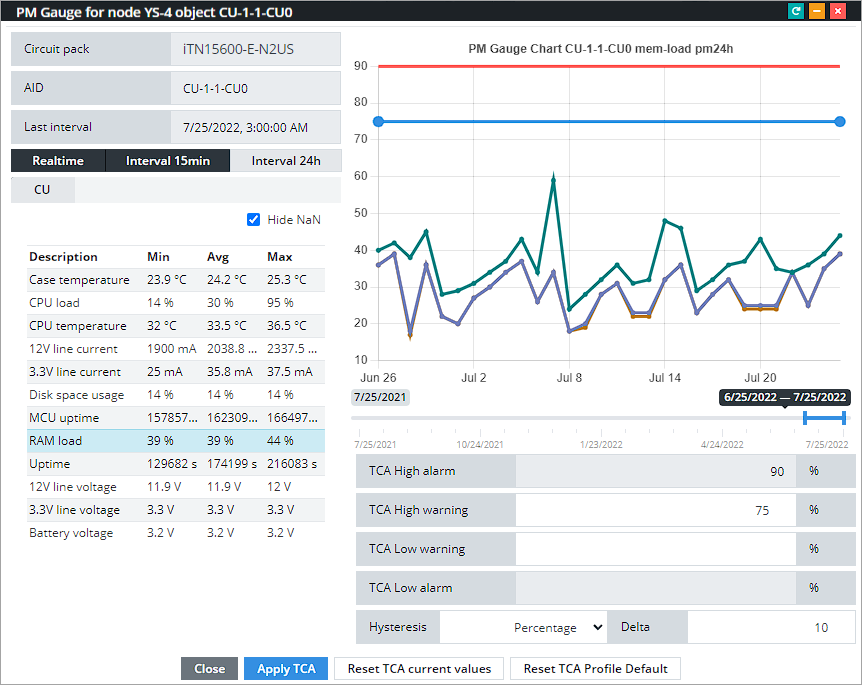 PM Gauge for node YS-4 object CU-1-1-CU0
Circuit pack iTN15600-E-N2US
AID CU-1-1-CU0
Last interval 7/25/2022, 3:00:00 AM
Realtime Interval 15min Interval 24h
CU
Hide NaN
Description Min Avg Max
Case temperature 23.9 °C 24.2 °C 25.3 °C
CPU load 14 % 30 % 95 %
CPU temperature 32 °C 33.5 °C 36.5 °C
12V line current 1900 mA 2038.8 ... 2337.5 ...
3.3V line current 25 mA 35.8 mA 37.5 mA
Disk space usage 14 % 14 % 14 %
MCU uptime 157857... 162309... 166497...
RAM load 39 % 39 % 44 %
Uptime 129682 s 174199 s 216083 s
12V line voltage 11.9 V 11.9 V 12 V
3.3V line voltage 3.3 V 3.3 V 3.3 V
Battery voltage 3.2 V 3.2 V 3.2 V
PM Gauge Chart CU-1-1-CU0 mem-load pm24h
90
80
70
60
50
40
30
20
10
Jun 26 Jul 2 Jul 8 Jul 14 Jul 20
7/25/2021 6/25/2022 — 7/25/2022
7/25/2021 10/24/2021 1/23/2022 4/24/2022 7/25/2022
TCA High alarm 90 %
TCA High warning 75 %
TCA Low warning %
TCA Low alarm %
Hysteresis Percentage Delta 10
Close Apply TCA Reset TCA current values Reset TCA Profile Default